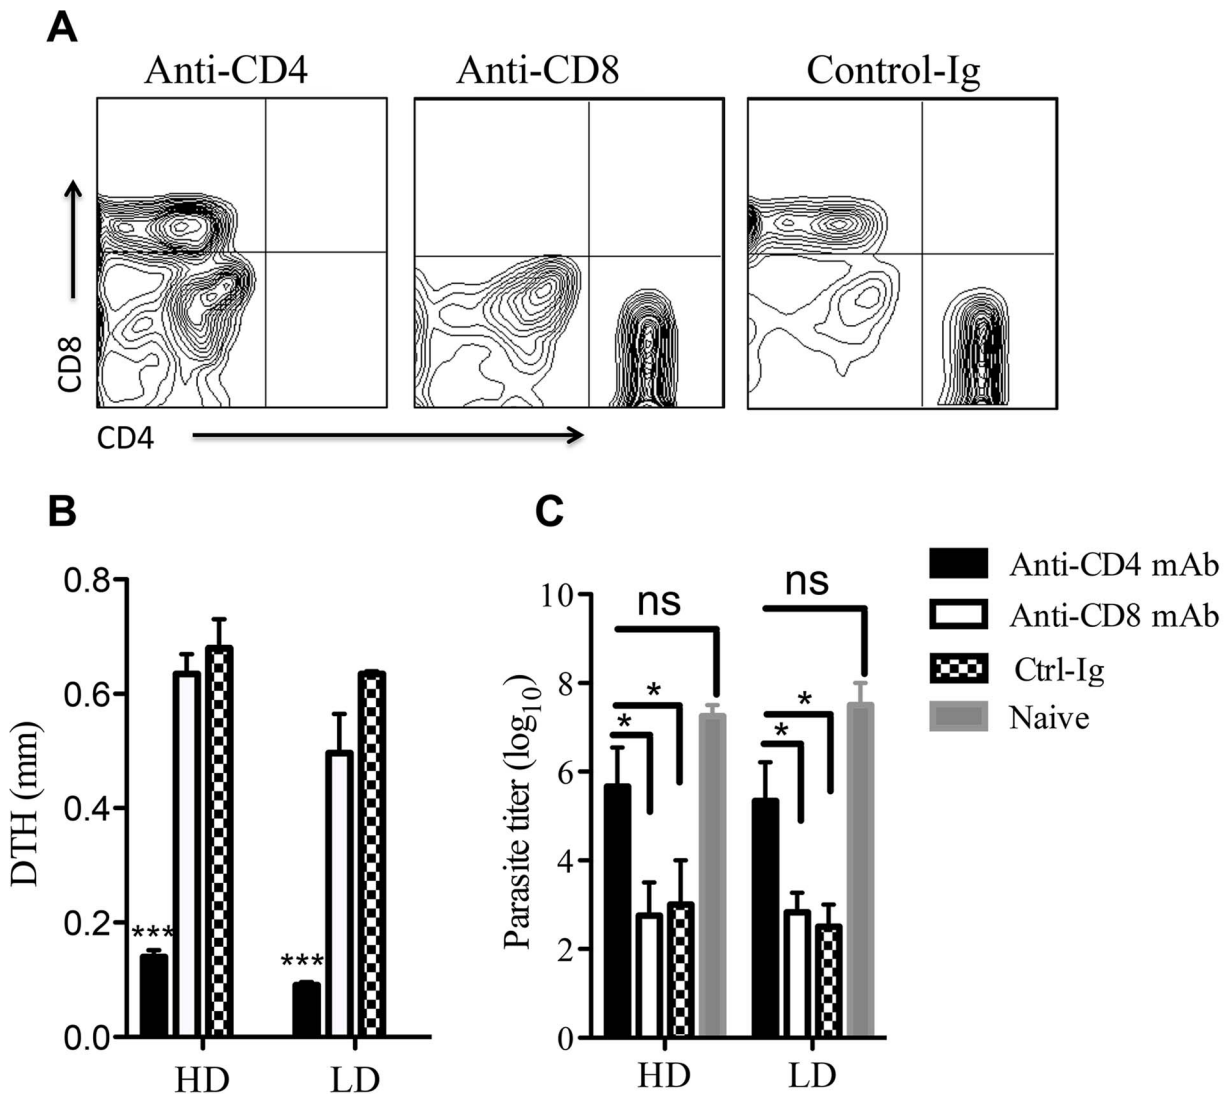 A
Anti-CD4 Anti-CD8 Control-Ig
CD8
CD4
B
DTH (mm)
0.8
0.6
0.4
0.2
0.0
***
***
HD LD
C
Parasite titer (log10)
10
8
6
4
2
0
ns
*
*
ns
*
*
HD LD
Anti-CD4 mAb
Anti-CD8 mAb
Ctrl-Ig
Naive